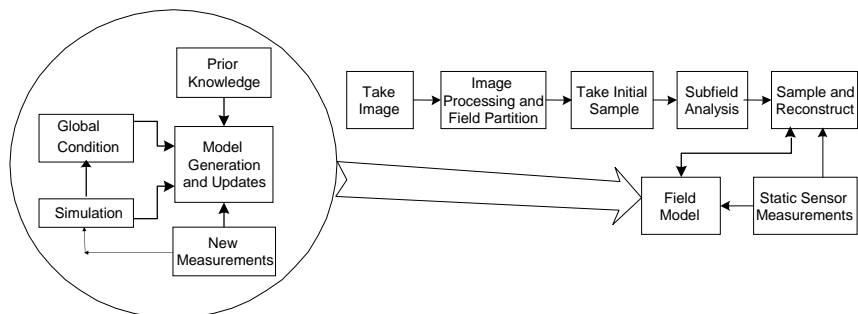 Prior
Knowledge
Global
Condition
Model
Generation
and Updates
Simulation
New
Measurements
Take
Image
Image
Processing and
Field Partition
Take Initial
Sample
Subfield
Analysis
Sample and
Reconstruct
Field
Model
Static Sensor
Measurements